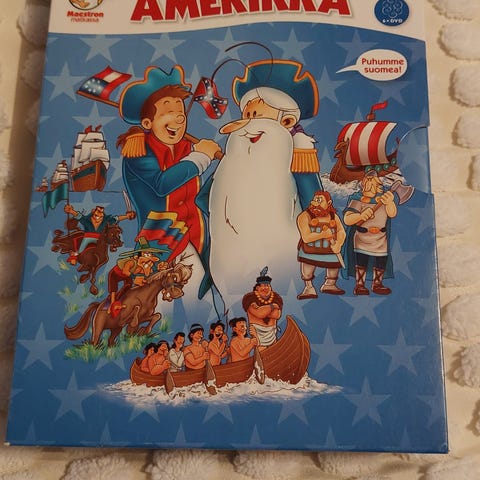 AMERIKKA
Maestron
matkassa
6 x DVD
Puhumme
suomea!